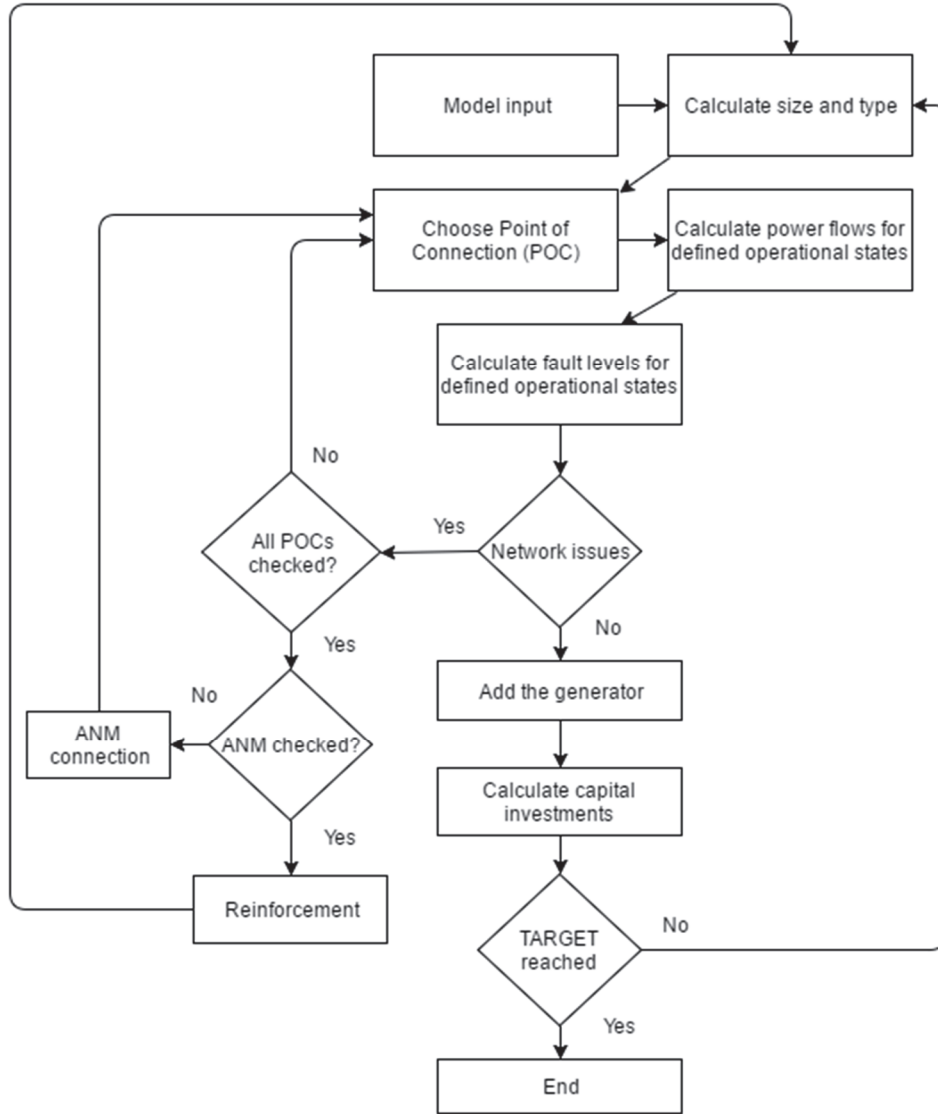 Model input
Calculate size and type
Choose Point of
Connection (POC)
Calculate power flows for
defined operational states
Calculate fault levels for
defined operational states
No
Yes
All POCs
checked?
Network issues
Yes
No
No
Add the generator
ANM
connection
ANM checked?
Calculate capital
investments
Yes
Reinforcement
No
TARGET
reached
Yes
End